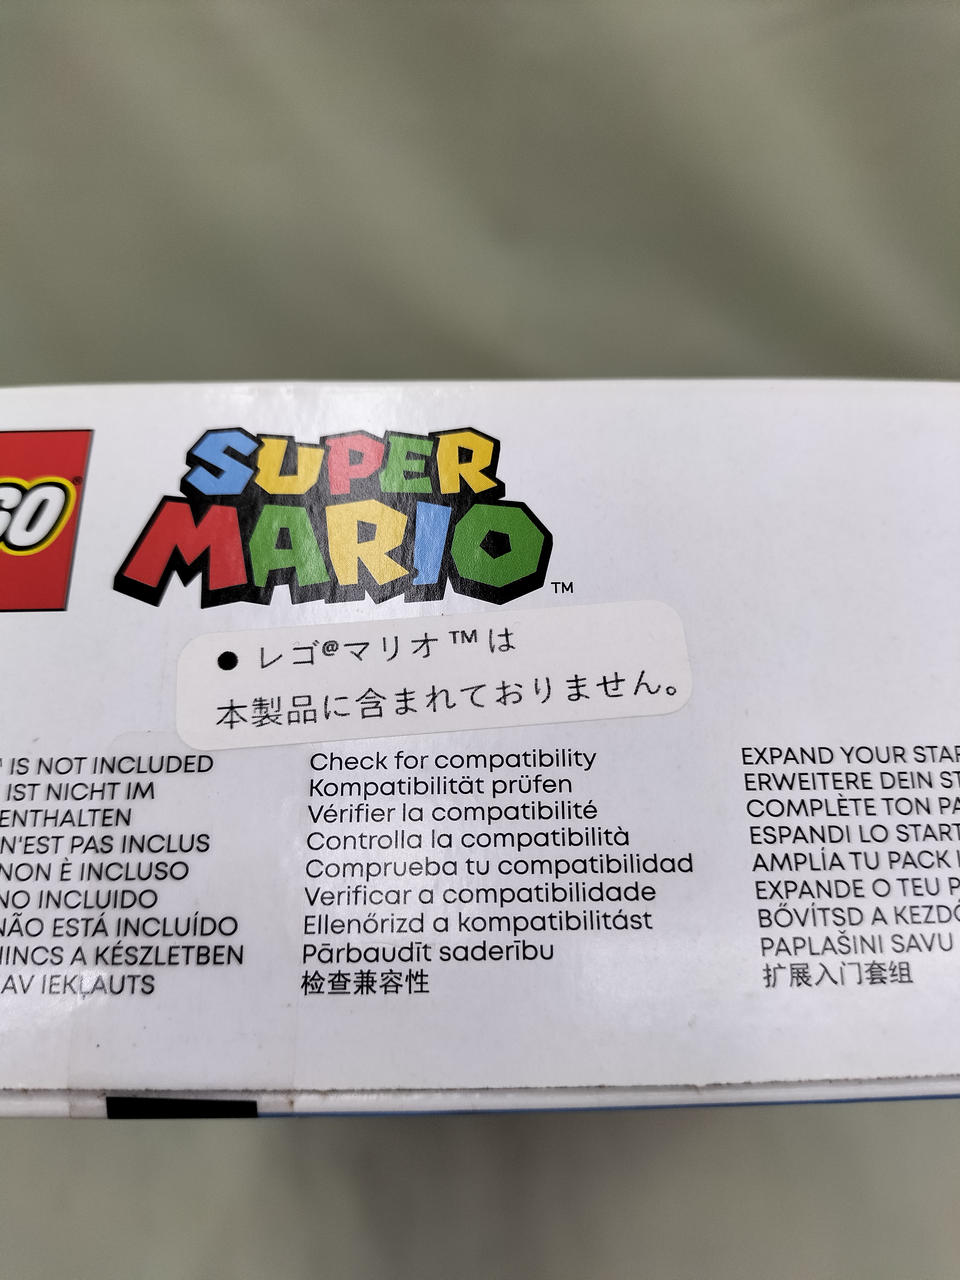 SUPER
MARIO™
● レゴ@マリオ™は
本製品に含まれておりません。
IS NOT INCLUDED
IST NICHT IM
ENTHALTEN
N'EST PAS INCLUS
NON È INCLUSO
NO INCLUIDO
NÃO ESTÁ INCLUÍDO
NINCS A KÉSZLETBEN
NAV IEKĻAUTS
Check for compatibility
Kompatibilität prüfen
Vérifier la compatibilité
Controlla la compatibilità
Comprueba tu compatibilidad
Verificar a compatibilidade
Ellenőrizd a kompatibilitást
Pārbaudīt saderību
检查兼容性
EXPAND YOUR
ERWEITERE DEIN
COMPLÈTE TON
ESPANDI LO
AMPLÍA TU PACK
EXPANDE O TEU
BŐVÍTSD A
PAPLAŠINI SAVU
扩展入门套组